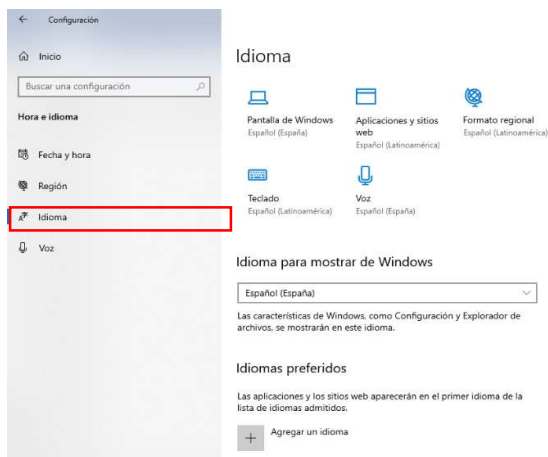 Configuración
Inicio
Buscar una configuración
Hora e idioma
Fecha y hora
Región
Idioma
Voz
Idioma
Pantalla de Windows
Español (España)
Aplicaciones y sitios
web
Español (Latinoamérica)
Formato regional
Español (Latinoamérica)
Teclado
Español (Latinoamérica)
Voz
Español (España)
Idioma para mostrar de Windows
Español (España)
Las características de Windows, como Configuración y Explorador de
archivos, se mostrarán en este idioma.
Idiomas preferidos
Las aplicaciones y los sitios web aparecerán en el primer idioma de la
lista de idiomas admitidos.
Agregar un idioma